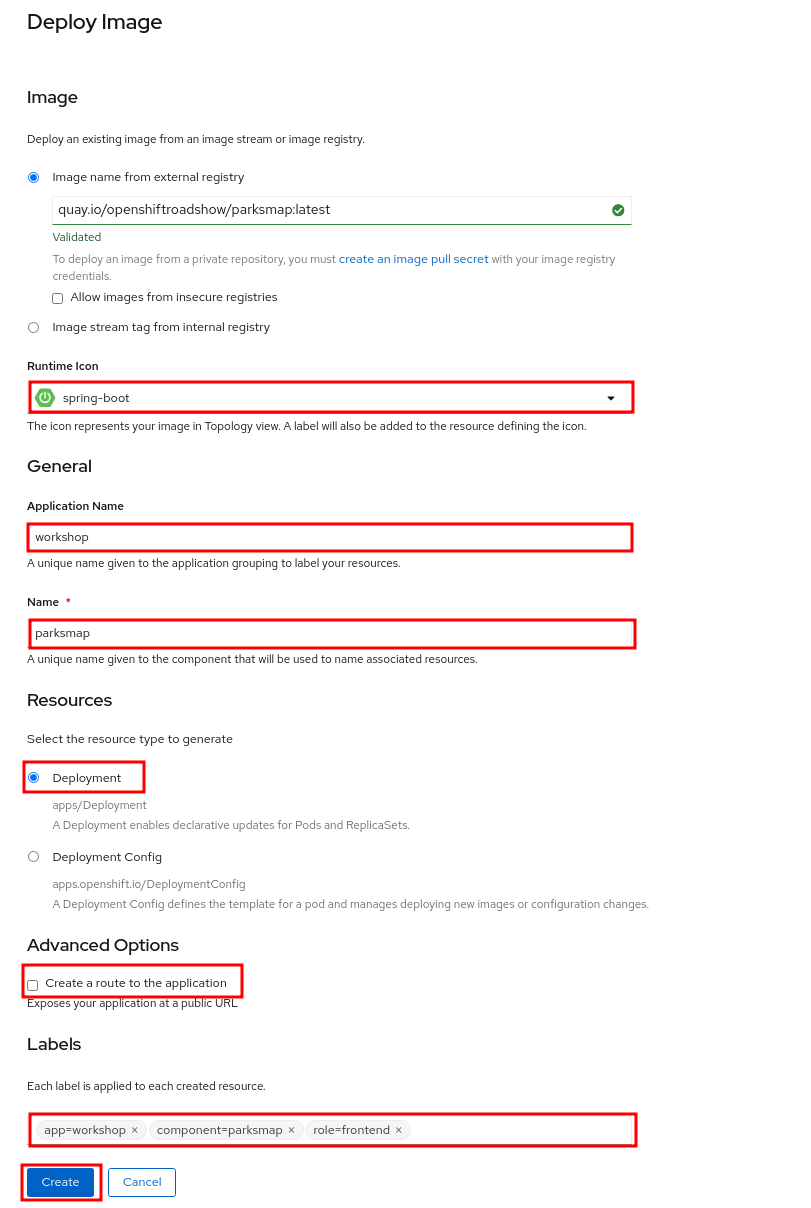 Deploy Image
Image
Deploy an existing image from an image stream or image registry.
Image name from external registry
quay.io/openshiftroadshow/parksmap:latest
Validated
To deploy an image from a private repository, you must create an image pull secret with your image registry
credentials.
Allow images from insecure registries
Image stream tag from internal registry
Runtime Icon
spring-boot
The icon represents your image in Topology view. A label will also be added to the resource defining the icon.
General
Application Name
workshop
A unique name given to the application grouping to label your resources.
Name *
parksmap
A unique name given to the component that will be used to name associated resources.
Resources
Select the resource type to generate
Deployment
apps/Deployment
A Deployment enables declarative updates for Pods and ReplicaSets.
Deployment Config
apps.openshift.io/DeploymentConfig
A Deployment Config defines the template for a pod and manages deploying new images or configuration changes.
Advanced Options
Create a route to the application
Exposes your application at a public URL
Labels
Each label is applied to each created resource.
app=workshop × component=parksmap × role=frontend ×
Create Cancel